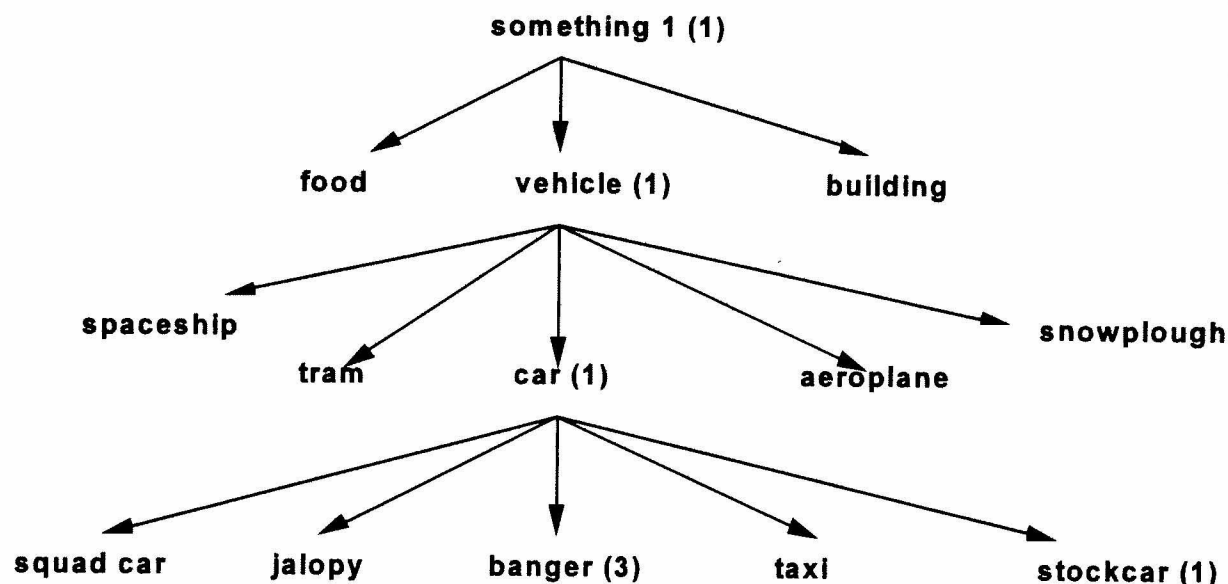 something 1 (1)
food vehicle (1) building
spaceship snowplough
tram car (1) aeroplane
squad car jalopy banger (3) taxi stockcar (1)